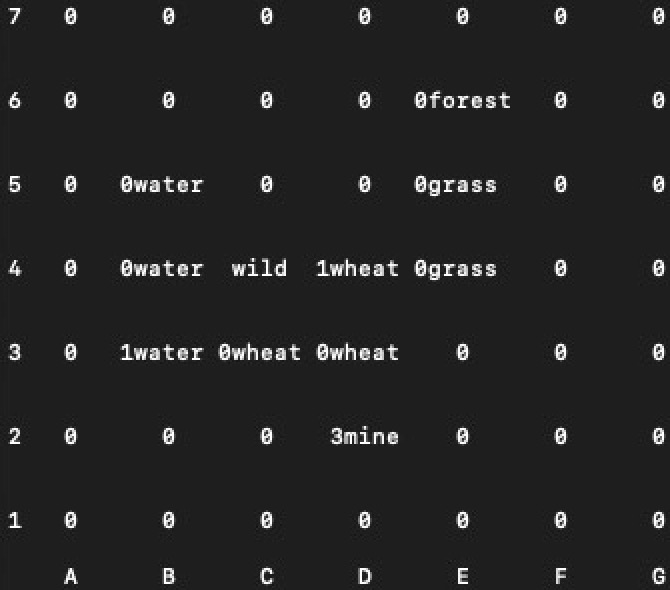 7 0 0 0 0 0 0 0
6 0 0 0 0 0forest 0 0
5 0 0water 0 0 0grass 0 0
4 0 0water wild 1wheat 0grass 0 0
3 0 1water 0wheat 0wheat 0 0 0
2 0 0 0 3mine 0 0 0
1 0 0 0 0 0 0 0
A B C D E F G